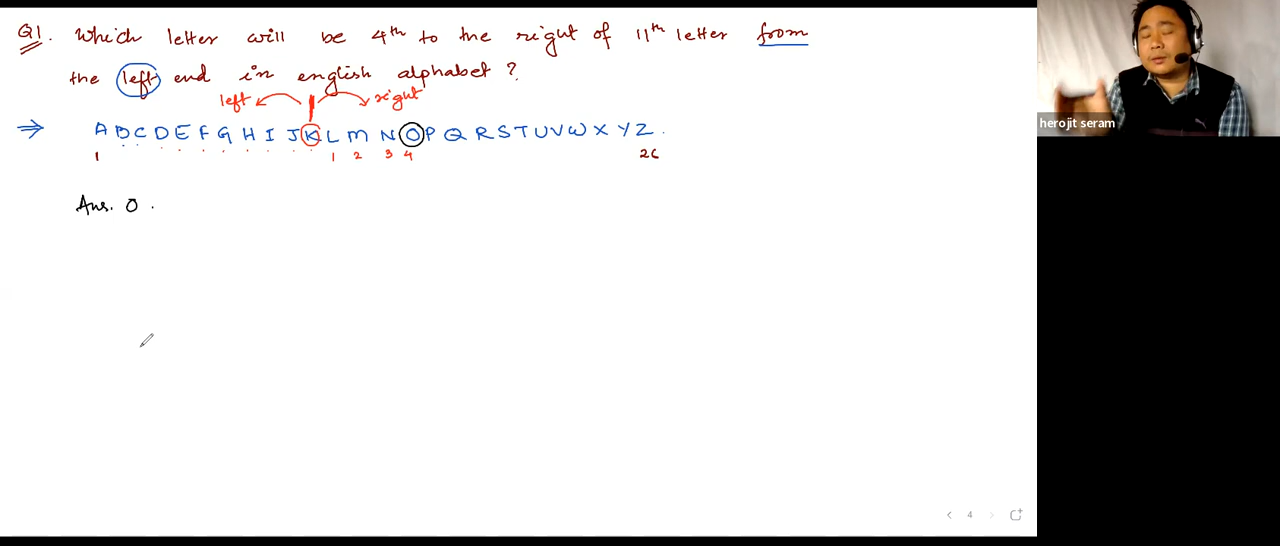 Q1. Which letter will be 4th to the right of 11th letter from
the left end in english alphabet ?
left right
⇒ A B C D E F G H I J K L M N O P Q R S T U V W X Y Z .
1 1 2 3 4 26
Ans. O .
herojit seram
4